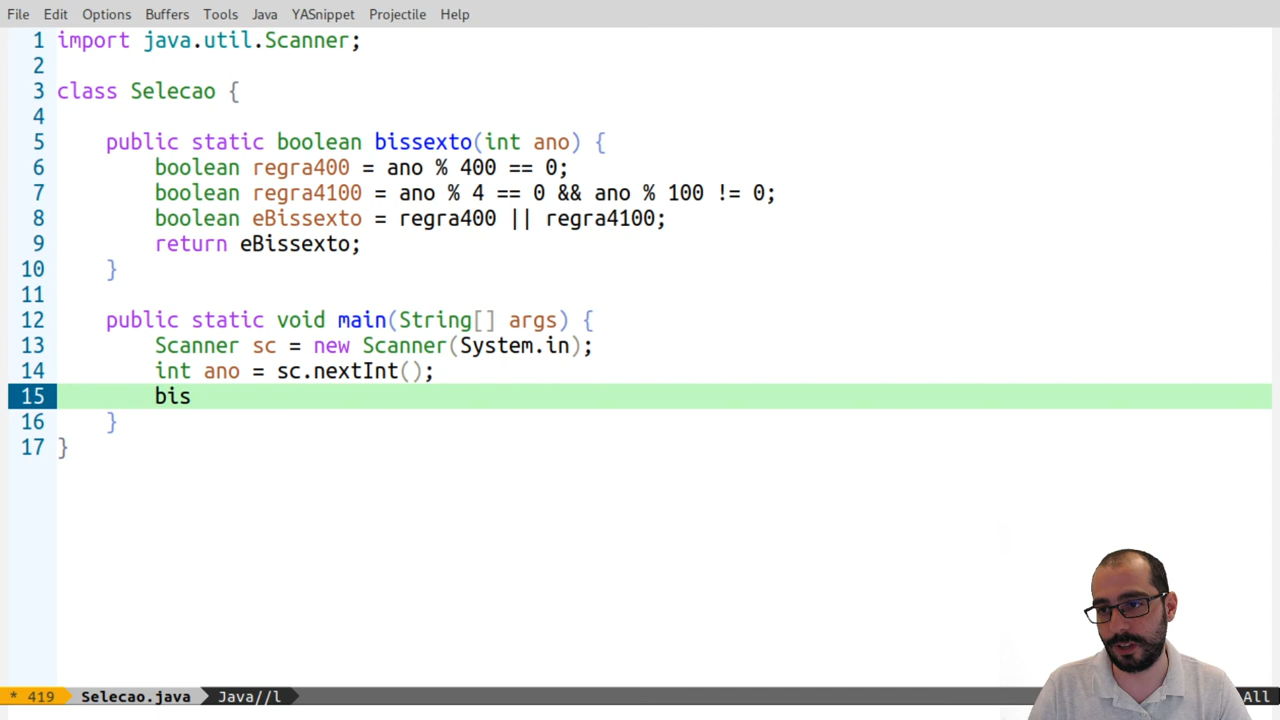 File Edit Options Buffers Tools Java YASnippet Projectile Help
1 import java.util.Scanner;
2
3 class Selecao {
4
5     public static boolean bissexto(int ano) {
6         boolean regra400 = ano % 400 == 0;
7         boolean regra4100 = ano % 4 == 0 && ano % 100 != 0;
8         boolean eBissexto = regra400 || regra4100;
9         return eBissexto;
10     }
11
12     public static void main(String[] args) {
13         Scanner sc = new Scanner(System.in);
14         int ano = sc.nextInt();
15         bis
16     }
17 }
* 419 Selecao.java Java//l All